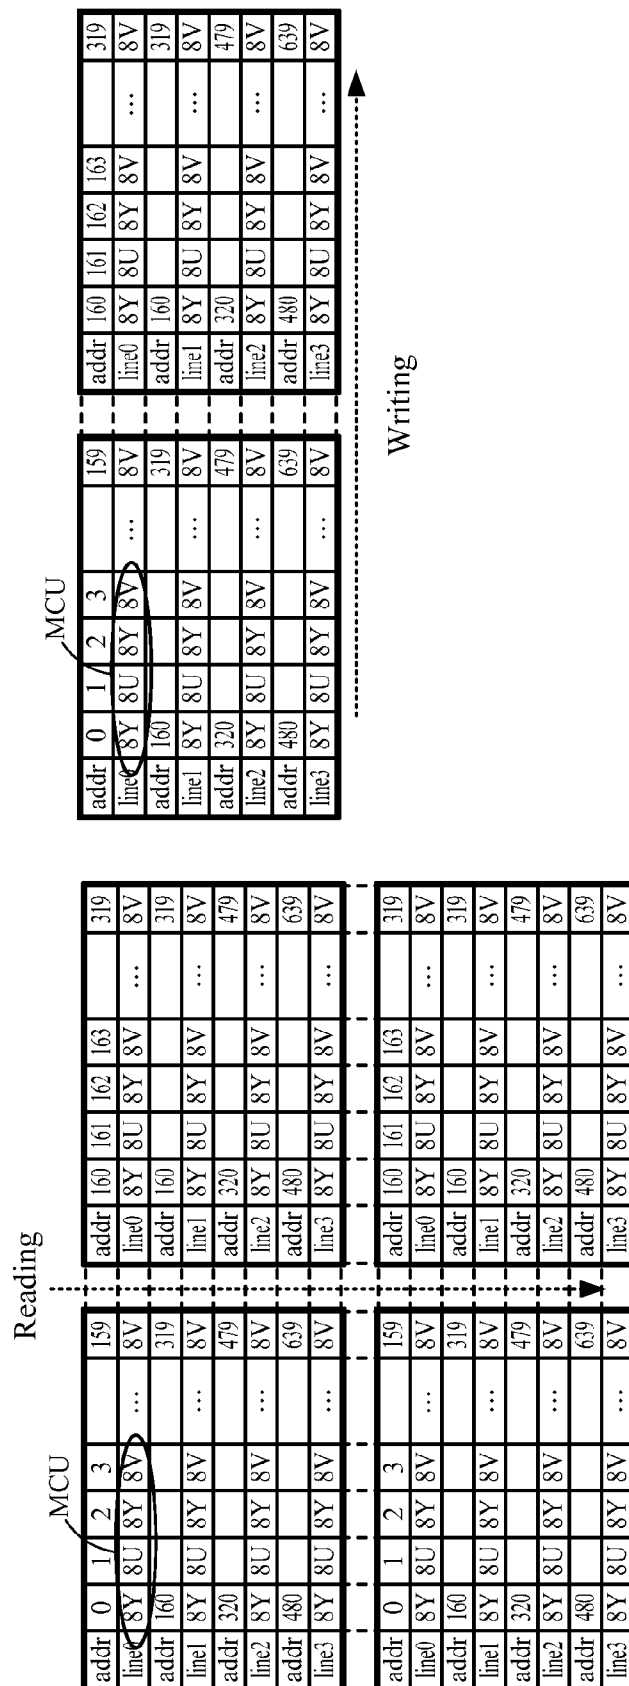 Reading
MCU
addr 0 1 2 3 159
line0 8Y 8U 8Y 8V ... 8V
addr 160 319
line1 8Y 8U 8Y 8V ... 8V
addr 320 479
line2 8Y 8U 8Y 8V ... 8V
addr 480 639
line3 8Y 8U 8Y 8V ... 8V
addr 160 161 162 163 319
line0 8Y 8U 8Y 8V ... 8V
addr 160 319
line1 8Y 8U 8Y 8V ... 8V
addr 320 479
line2 8Y 8U 8Y 8V ... 8V
addr 480 639
line3 8Y 8U 8Y 8V ... 8V
addr 0 1 2 3 159
line0 8Y 8U 8Y 8V ... 8V
addr 160 319
line1 8Y 8U 8Y 8V ... 8V
addr 320 479
line2 8Y 8U 8Y 8V ... 8V
addr 480 639
line3 8Y 8U 8Y 8V ... 8V
addr 160 161 162 163 319
line0 8Y 8U 8Y 8V ... 8V
addr 160 319
line1 8Y 8U 8Y 8V ... 8V
addr 320 479
line2 8Y 8U 8Y 8V ... 8V
addr 480 639
line3 8Y 8U 8Y 8V ... 8V
MCU
addr 0 1 2 3 159
line0 8Y 8U 8Y 8V ... 8V
addr 160 319
line1 8Y 8U 8Y 8V ... 8V
addr 320 479
line2 8Y 8U 8Y 8V ... 8V
addr 480 639
line3 8Y 8U 8Y 8V ... 8V
addr 160 161 162 163 319
line0 8Y 8U 8Y 8V ... 8V
addr 160 319
line1 8Y 8U 8Y 8V ... 8V
addr 320 479
line2 8Y 8U 8Y 8V ... 8V
addr 480 639
line3 8Y 8U 8Y 8V ... 8V
Writing